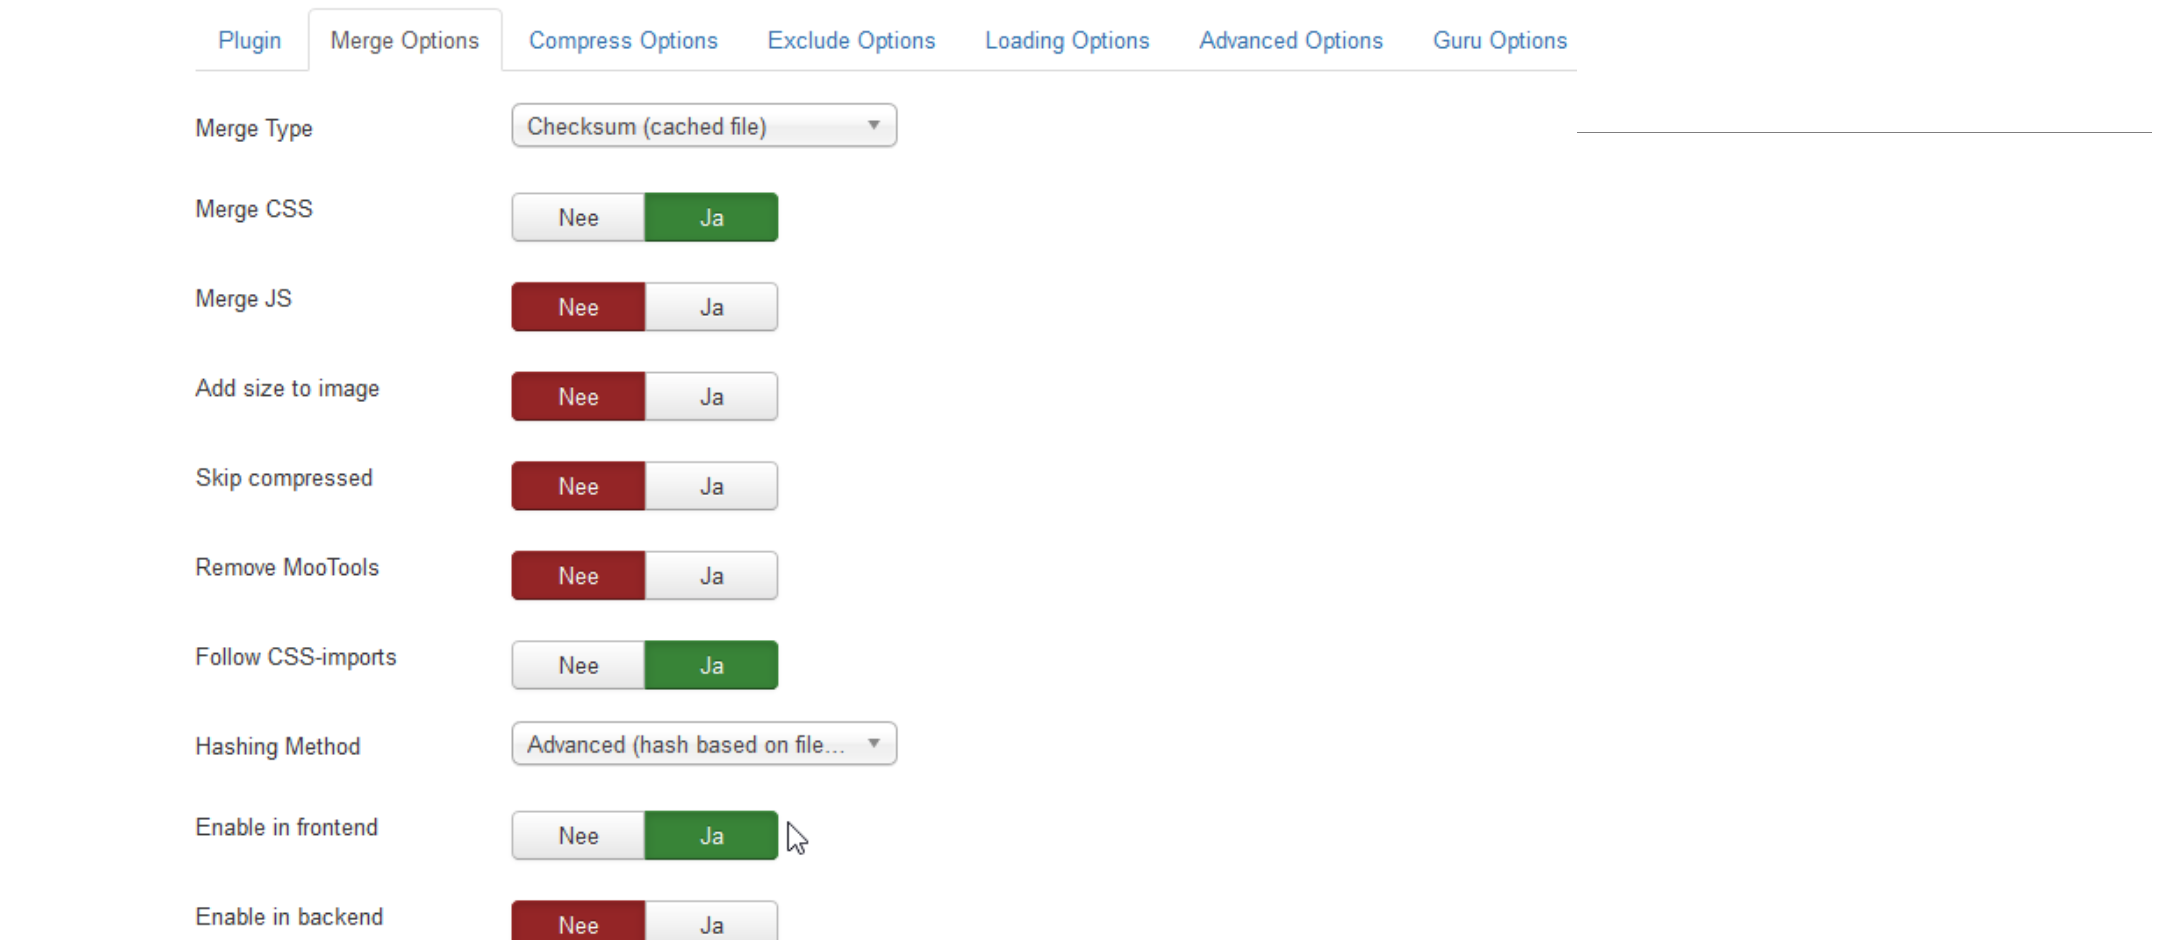 Plugin Merge Options Compress Options Exclude Options Loading Options Advanced Options Guru Options
Merge Type Checksum (cached file)
Merge CSS Nee Ja
Merge JS Nee Ja
Add size to image Nee Ja
Skip compressed Nee Ja
Remove MooTools Nee Ja
Follow CSS-imports Nee Ja
Hashing Method Advanced (hash based on file...
Enable in frontend Nee Ja
Enable in backend Nee Ja